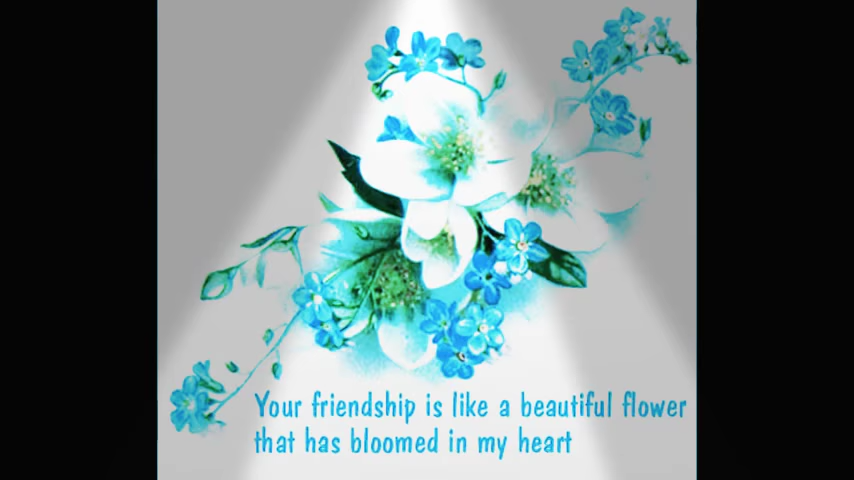 Your friendship is like a beautiful flower
that has bloomed in my heart